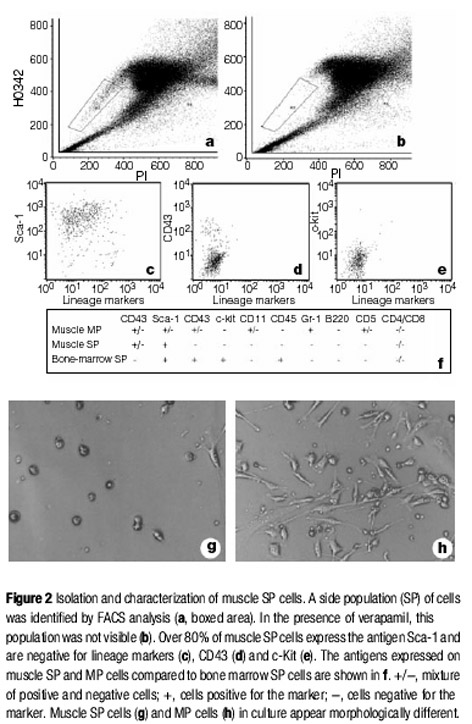 H0342
800
600
400
200
0
0 200 400 600 800
PI
a
800
600
400
200
0
0 200 400 600 800
PI
b
Sca-1
10⁴
10³
10²
10¹
10¹ 10² 10³ 10⁴
Lineage markers
c
CD43
10⁴
10³
10²
10¹
10¹ 10² 10³ 10⁴
Lineage markers
d
c-kit
10⁴
10³
10²
10¹
10¹ 10² 10³ 10⁴
Lineage markers
e
CD43 Sca-1 CD43 c-kit CD11 CD45 Gr-1 B220 CD5 CD4/CD8
Muscle MP +/- +/- +/- - +/- - + - +/- -/-
Muscle SP +/- + -/-
Bone-marrow SP - + + + + -/-
f
g
h
Figure 2 Isolation and characterization of muscle SP cells. A side population (SP) of cells
was identified by FACS analysis (a, boxed area). In the presence of verapamil, this
population was not visible (b). Over 80% of muscle SP cells express the antigen Sca-1 and
are negative for lineage markers (c), CD43 (d) and c-Kit (e). The antigens expressed on
muscle SP and MP cells compared to bone marrow SP cells are shown in f. +/−, mixture
of positive and negative cells; +, cells positive for the marker; −, cells negative for the
marker. Muscle SP cells (g) and MP cells (h) in culture appear morphologically different.